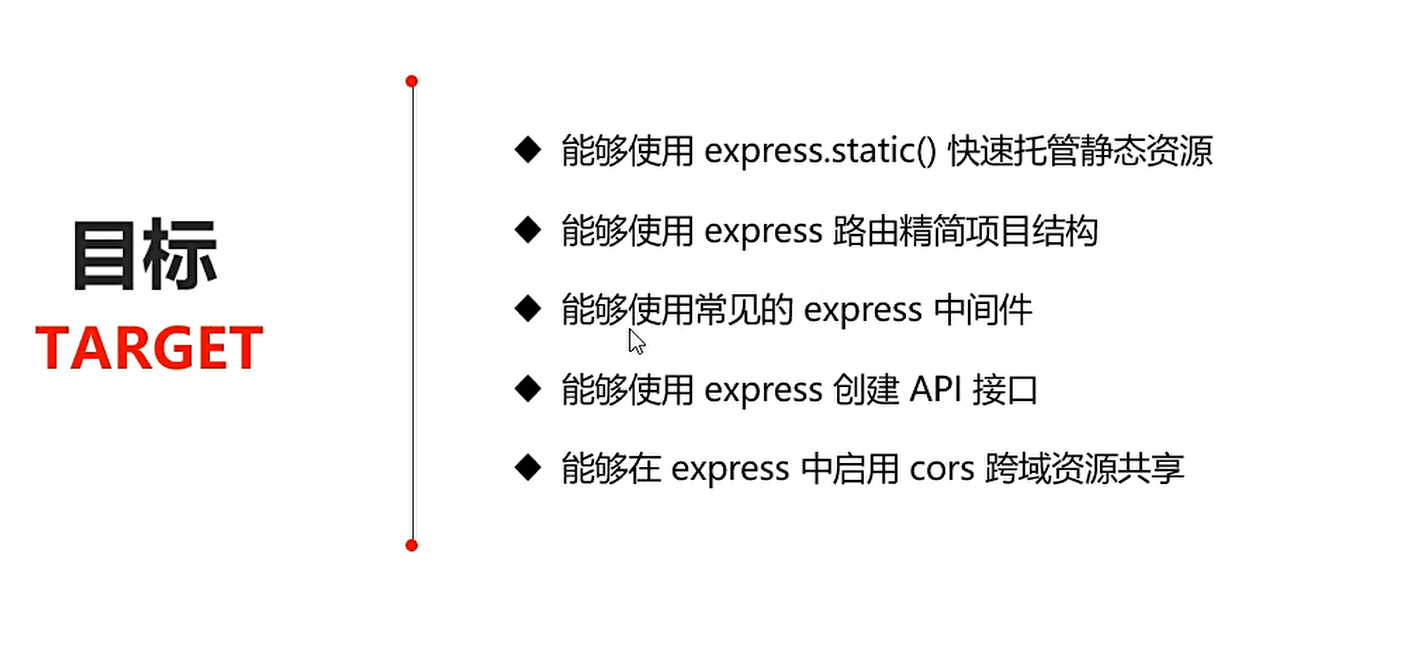 目标
TARGET
能够使用 express.static() 快速托管静态资源
能够使用 express 路由精简项目结构
能够使用常见的 express 中间件
能够使用 express 创建 API 接口
能够在 express 中启用 cors 跨域资源共享